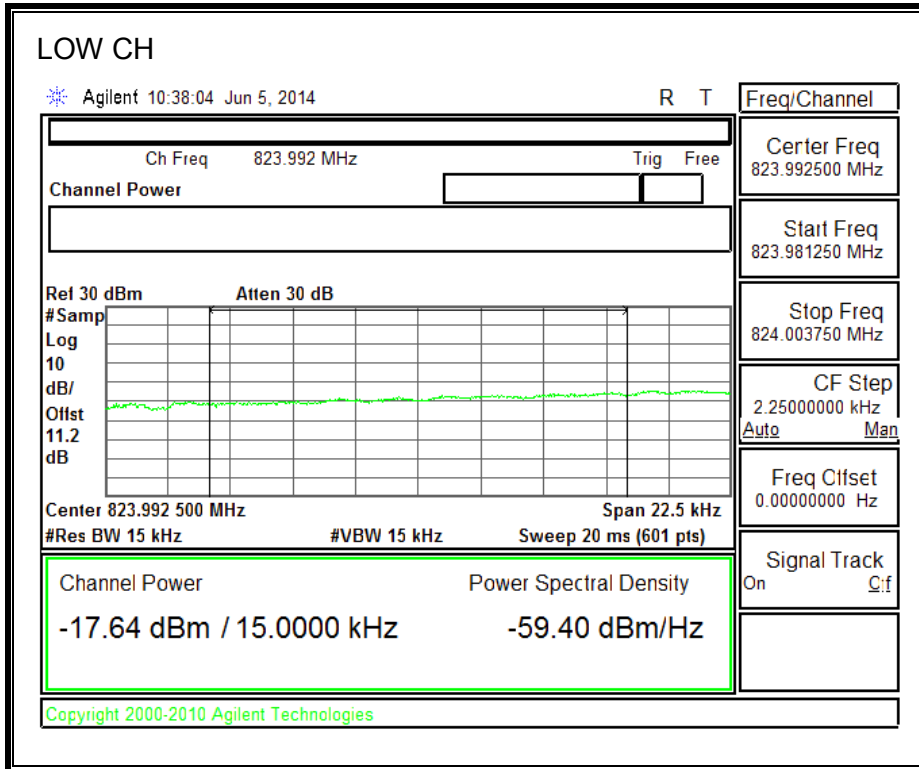 LOW CH
Agilent 10:38:04 Jun 5, 2014 R T
Freq/Channel
Ch Freq 823.992 MHz Trig Free
Channel Power
Center Freq
823.992500 MHz
Start Freq
823.981250 MHz
Stop Freq
824.003750 MHz
CF Step
2.25000000 kHz
Auto Man
Freq Offset
0.00000000 Hz
Signal Track
On Off
Ref 30 dBm Atten 30 dB
#Samp
Log
10
dB/
Offst
11.2
dB
Center 823.992 500 MHz Span 22.5 kHz
#Res BW 15 kHz #VBW 15 kHz Sweep 20 ms (601 pts)
Channel Power Power Spectral Density
-17.64 dBm / 15.0000 kHz -59.40 dBm/Hz
Copyright 2000-2010 Agilent Technologies